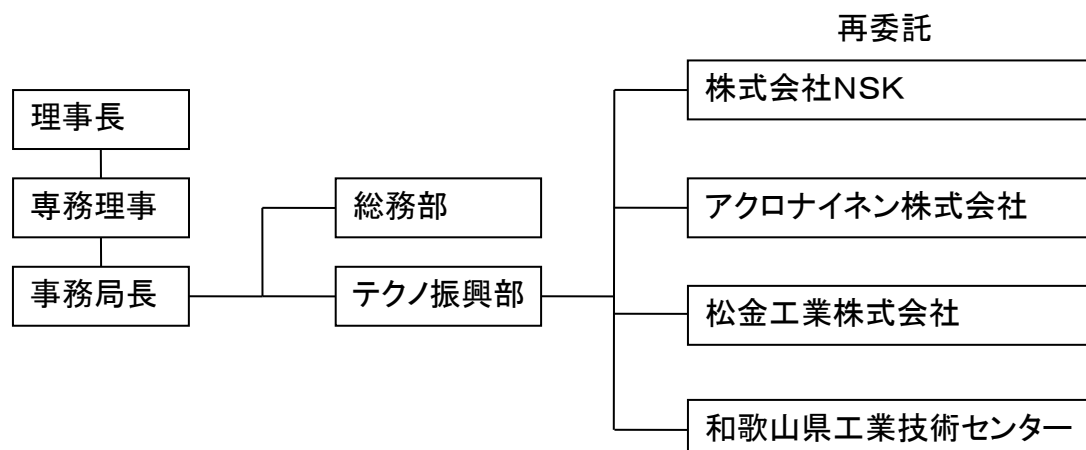 再委託
株式会社NSK
理事長
専務理事
総務部
アクロナイネン株式会社
事務局長
テクノ振興部
松金工業株式会社
和歌山県工業技術センター